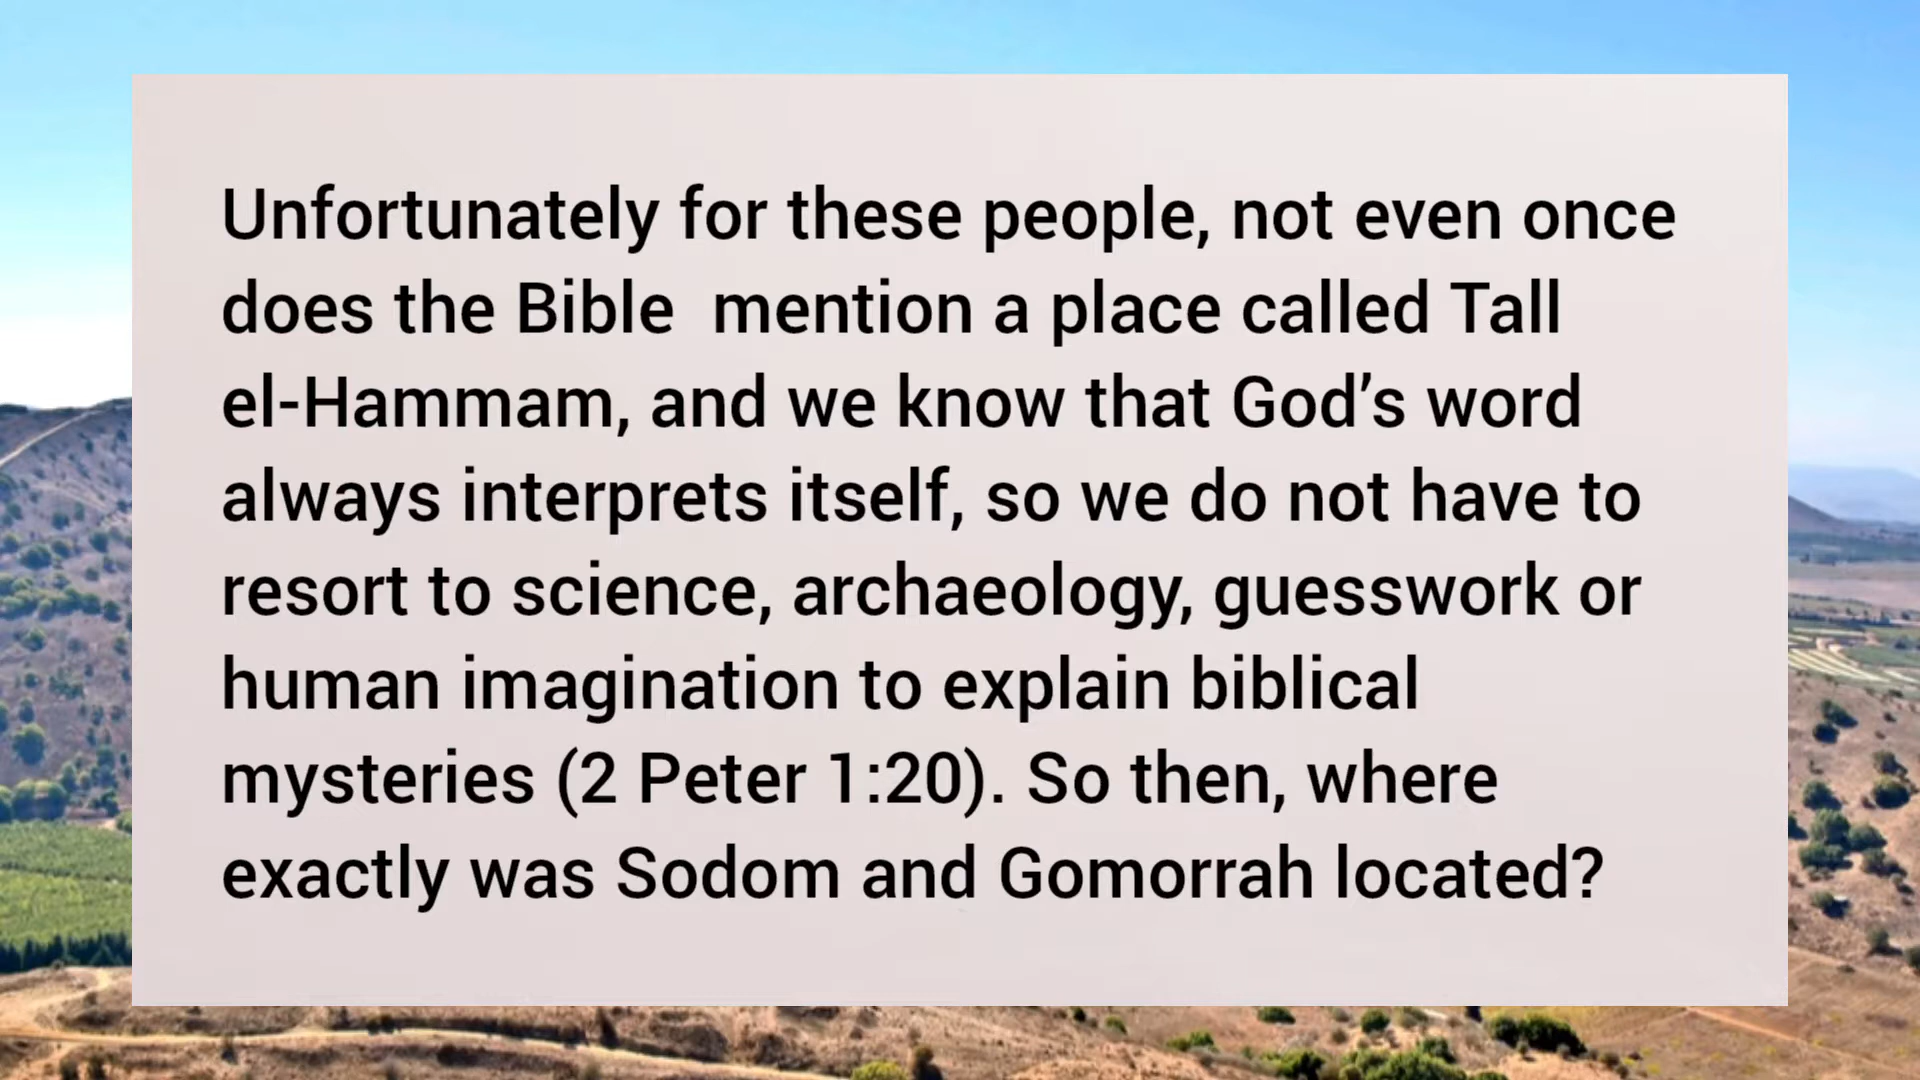 Unfortunately for these people, not even once
does the Bible  mention a place called Tall
el-Hammam, and we know that God’s word
always interprets itself, so we do not have to
resort to science, archaeology, guesswork or
human imagination to explain biblical
mysteries (2 Peter 1:20). So then, where
exactly was Sodom and Gomorrah located?